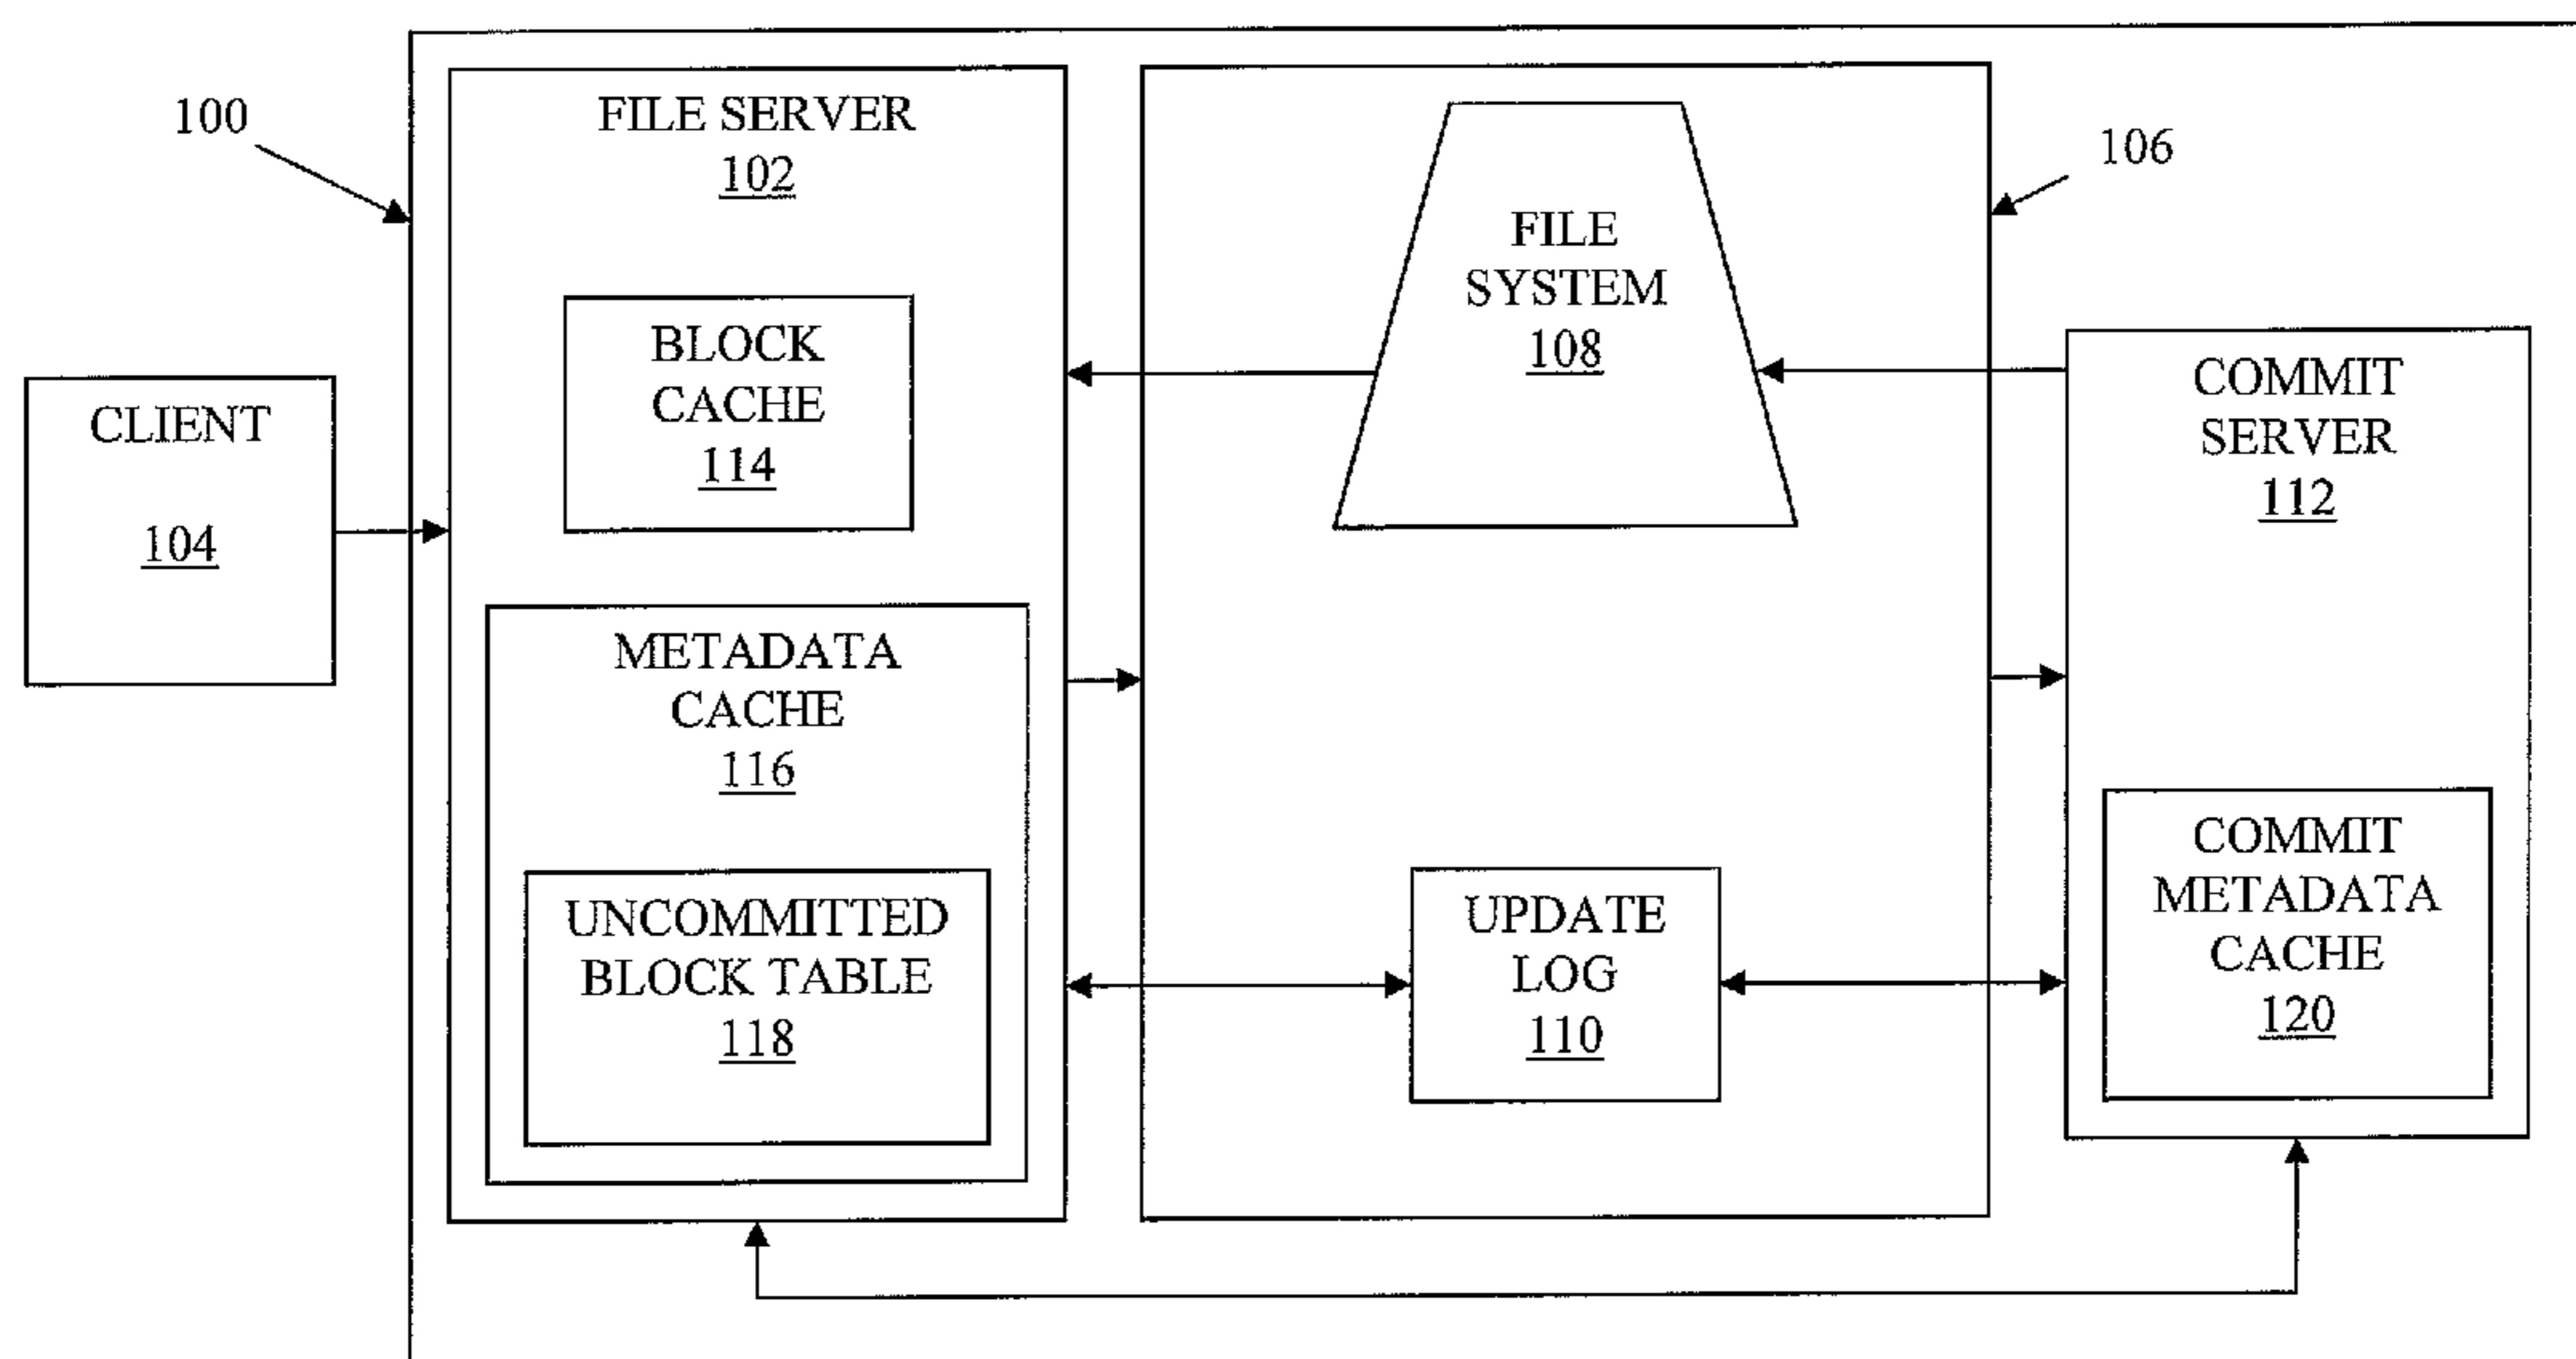 100
FILE SERVER
102
BLOCK
CACHE
114
CLIENT
104
METADATA
CACHE
116
UNCOMMITTED
BLOCK TABLE
118
106
FILE
SYSTEM
108
UPDATE
LOG
110
COMMIT
SERVER
112
COMMIT
METADATA
CACHE
120